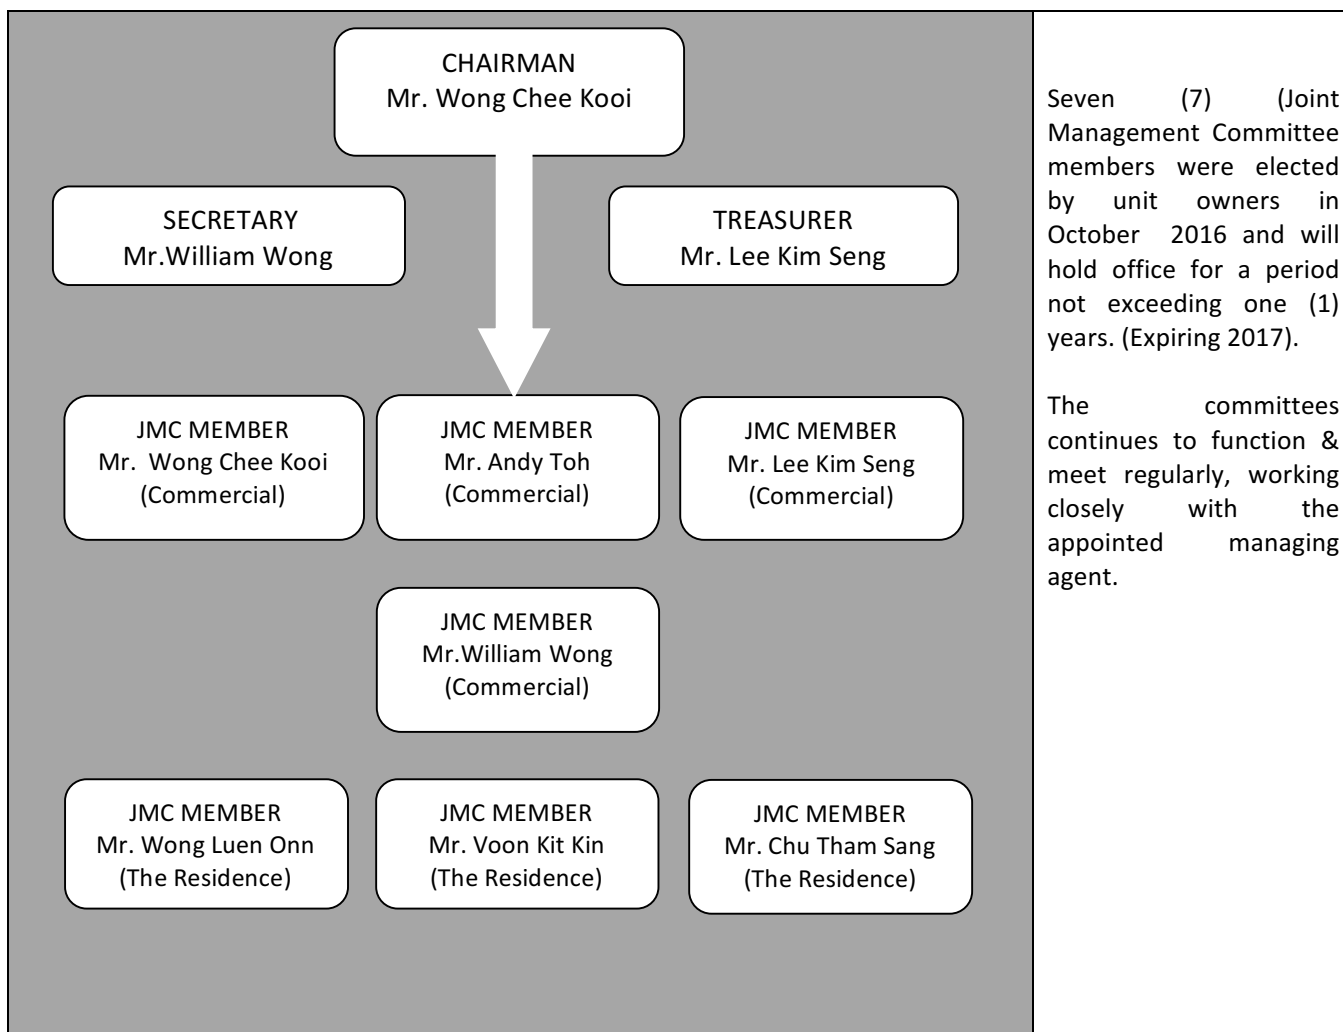 CHAIRMAN
Mr. Wong Chee Kooi
SECRETARY
Mr.William Wong
TREASURER
Mr. Lee Kim Seng
JMC MEMBER
Mr. Wong Chee Kooi
(Commercial)
JMC MEMBER
Mr. Andy Toh
(Commercial)
JMC MEMBER
Mr. Lee Kim Seng
(Commercial)
JMC MEMBER
Mr.William Wong
(Commercial)
JMC MEMBER
Mr. Wong Luen Onn
(The Residence)
JMC MEMBER
Mr. Voon Kit Kin
(The Residence)
JMC MEMBER
Mr. Chu Tham Sang
(The Residence)
Seven (7) (Joint
Management Committee
members were elected
by unit owners in
October 2016 and will
hold office for a period
not exceeding one (1)
years. (Expiring 2017).
The committees
continues to function &
meet regularly, working
closely with the
appointed managing
agent.